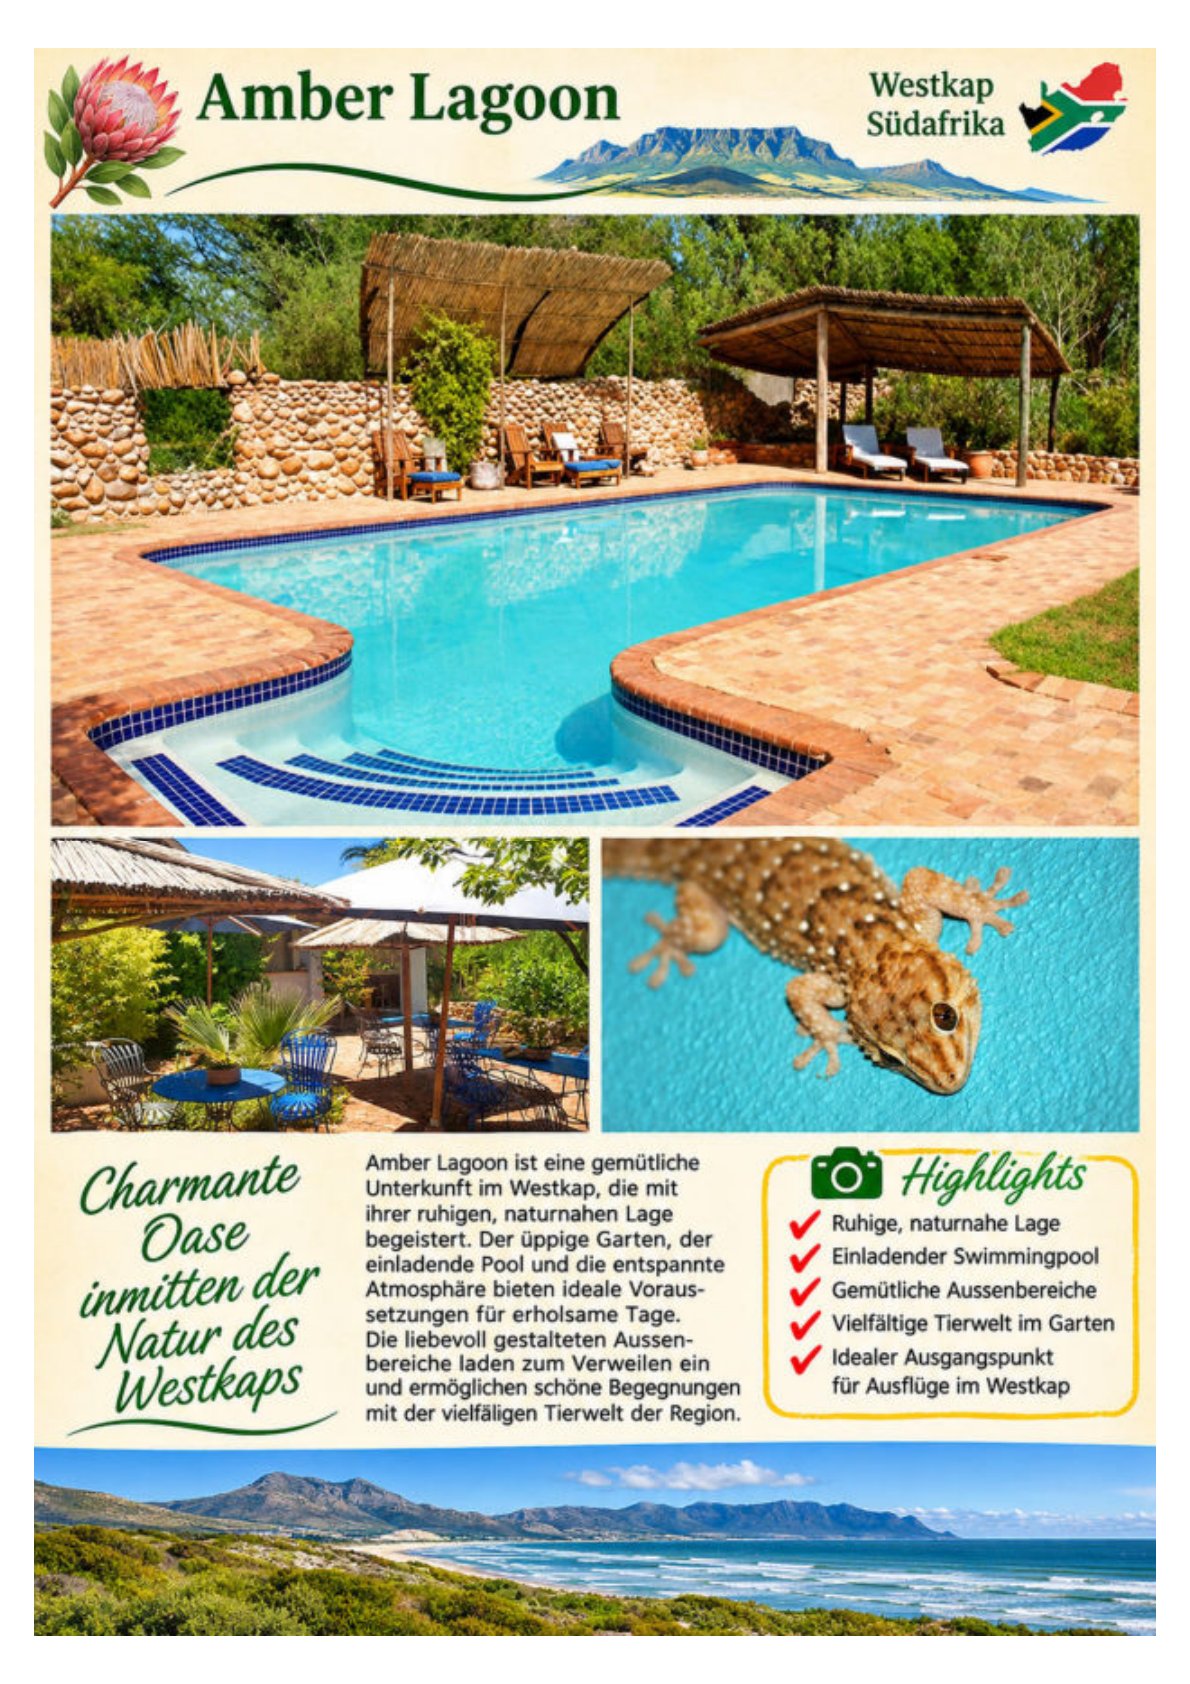 Amber Lagoon
Westkap
Südafrika
Charmante
Oase
inmitten der
Natur des
Westkaps
Amber Lagoon ist eine gemütliche
Unterkunft im Westkap, die mit
ihrer ruhigen, naturnahen Lage
begeistert. Der üppige Garten, der
einladende Pool und die entspannte
Atmosphäre bieten ideale Voraus-
setzungen für erholsame Tage.
Die liebevoll gestalteten Aussen-
bereiche laden zum Verweilen ein
und ermöglichen schöne Begegnungen
mit der vielfäligen Tierwelt der Region.
Highlights
Ruhige, naturnahe Lage
Einladender Swimmingpool
Gemütliche Aussenbereiche
Vielfältige Tierwelt im Garten
Idealer Ausgangspunkt
für Ausflüge im Westkap